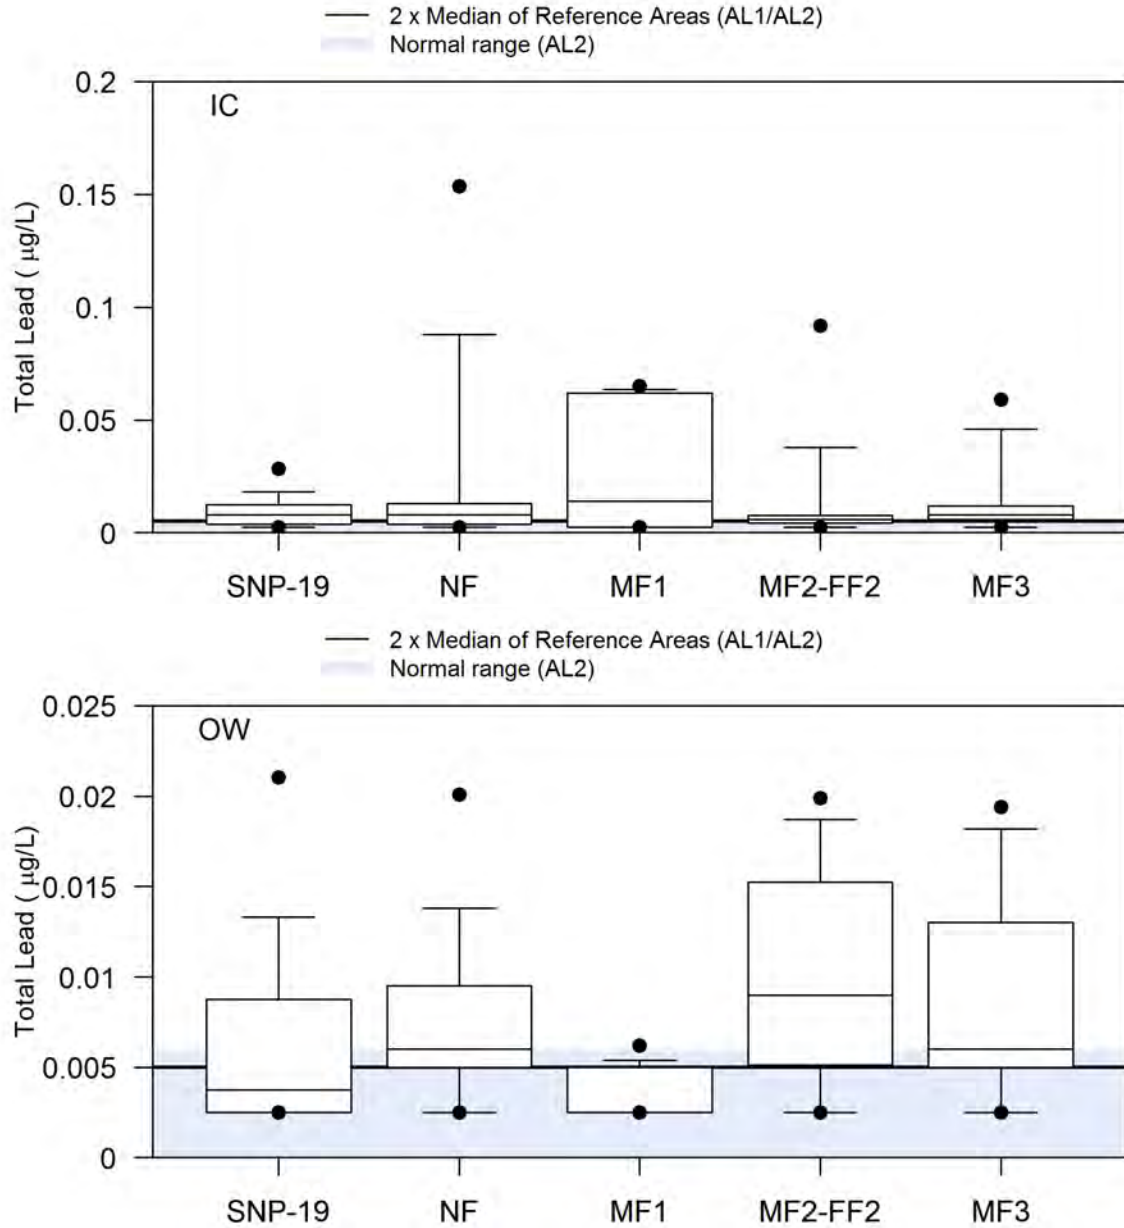 2 x Median of Reference Areas (AL1/AL2)
Normal range (AL2)
IC
Total Lead ( µg/L)
0.2
0.15
0.1
0.05
0
SNP-19 NF MF1 MF2-FF2 MF3
2 x Median of Reference Areas (AL1/AL2)
Normal range (AL2)
OW
Total Lead ( µg/L)
0.025
0.02
0.015
0.01
0.005
0
SNP-19 NF MF1 MF2-FF2 MF3